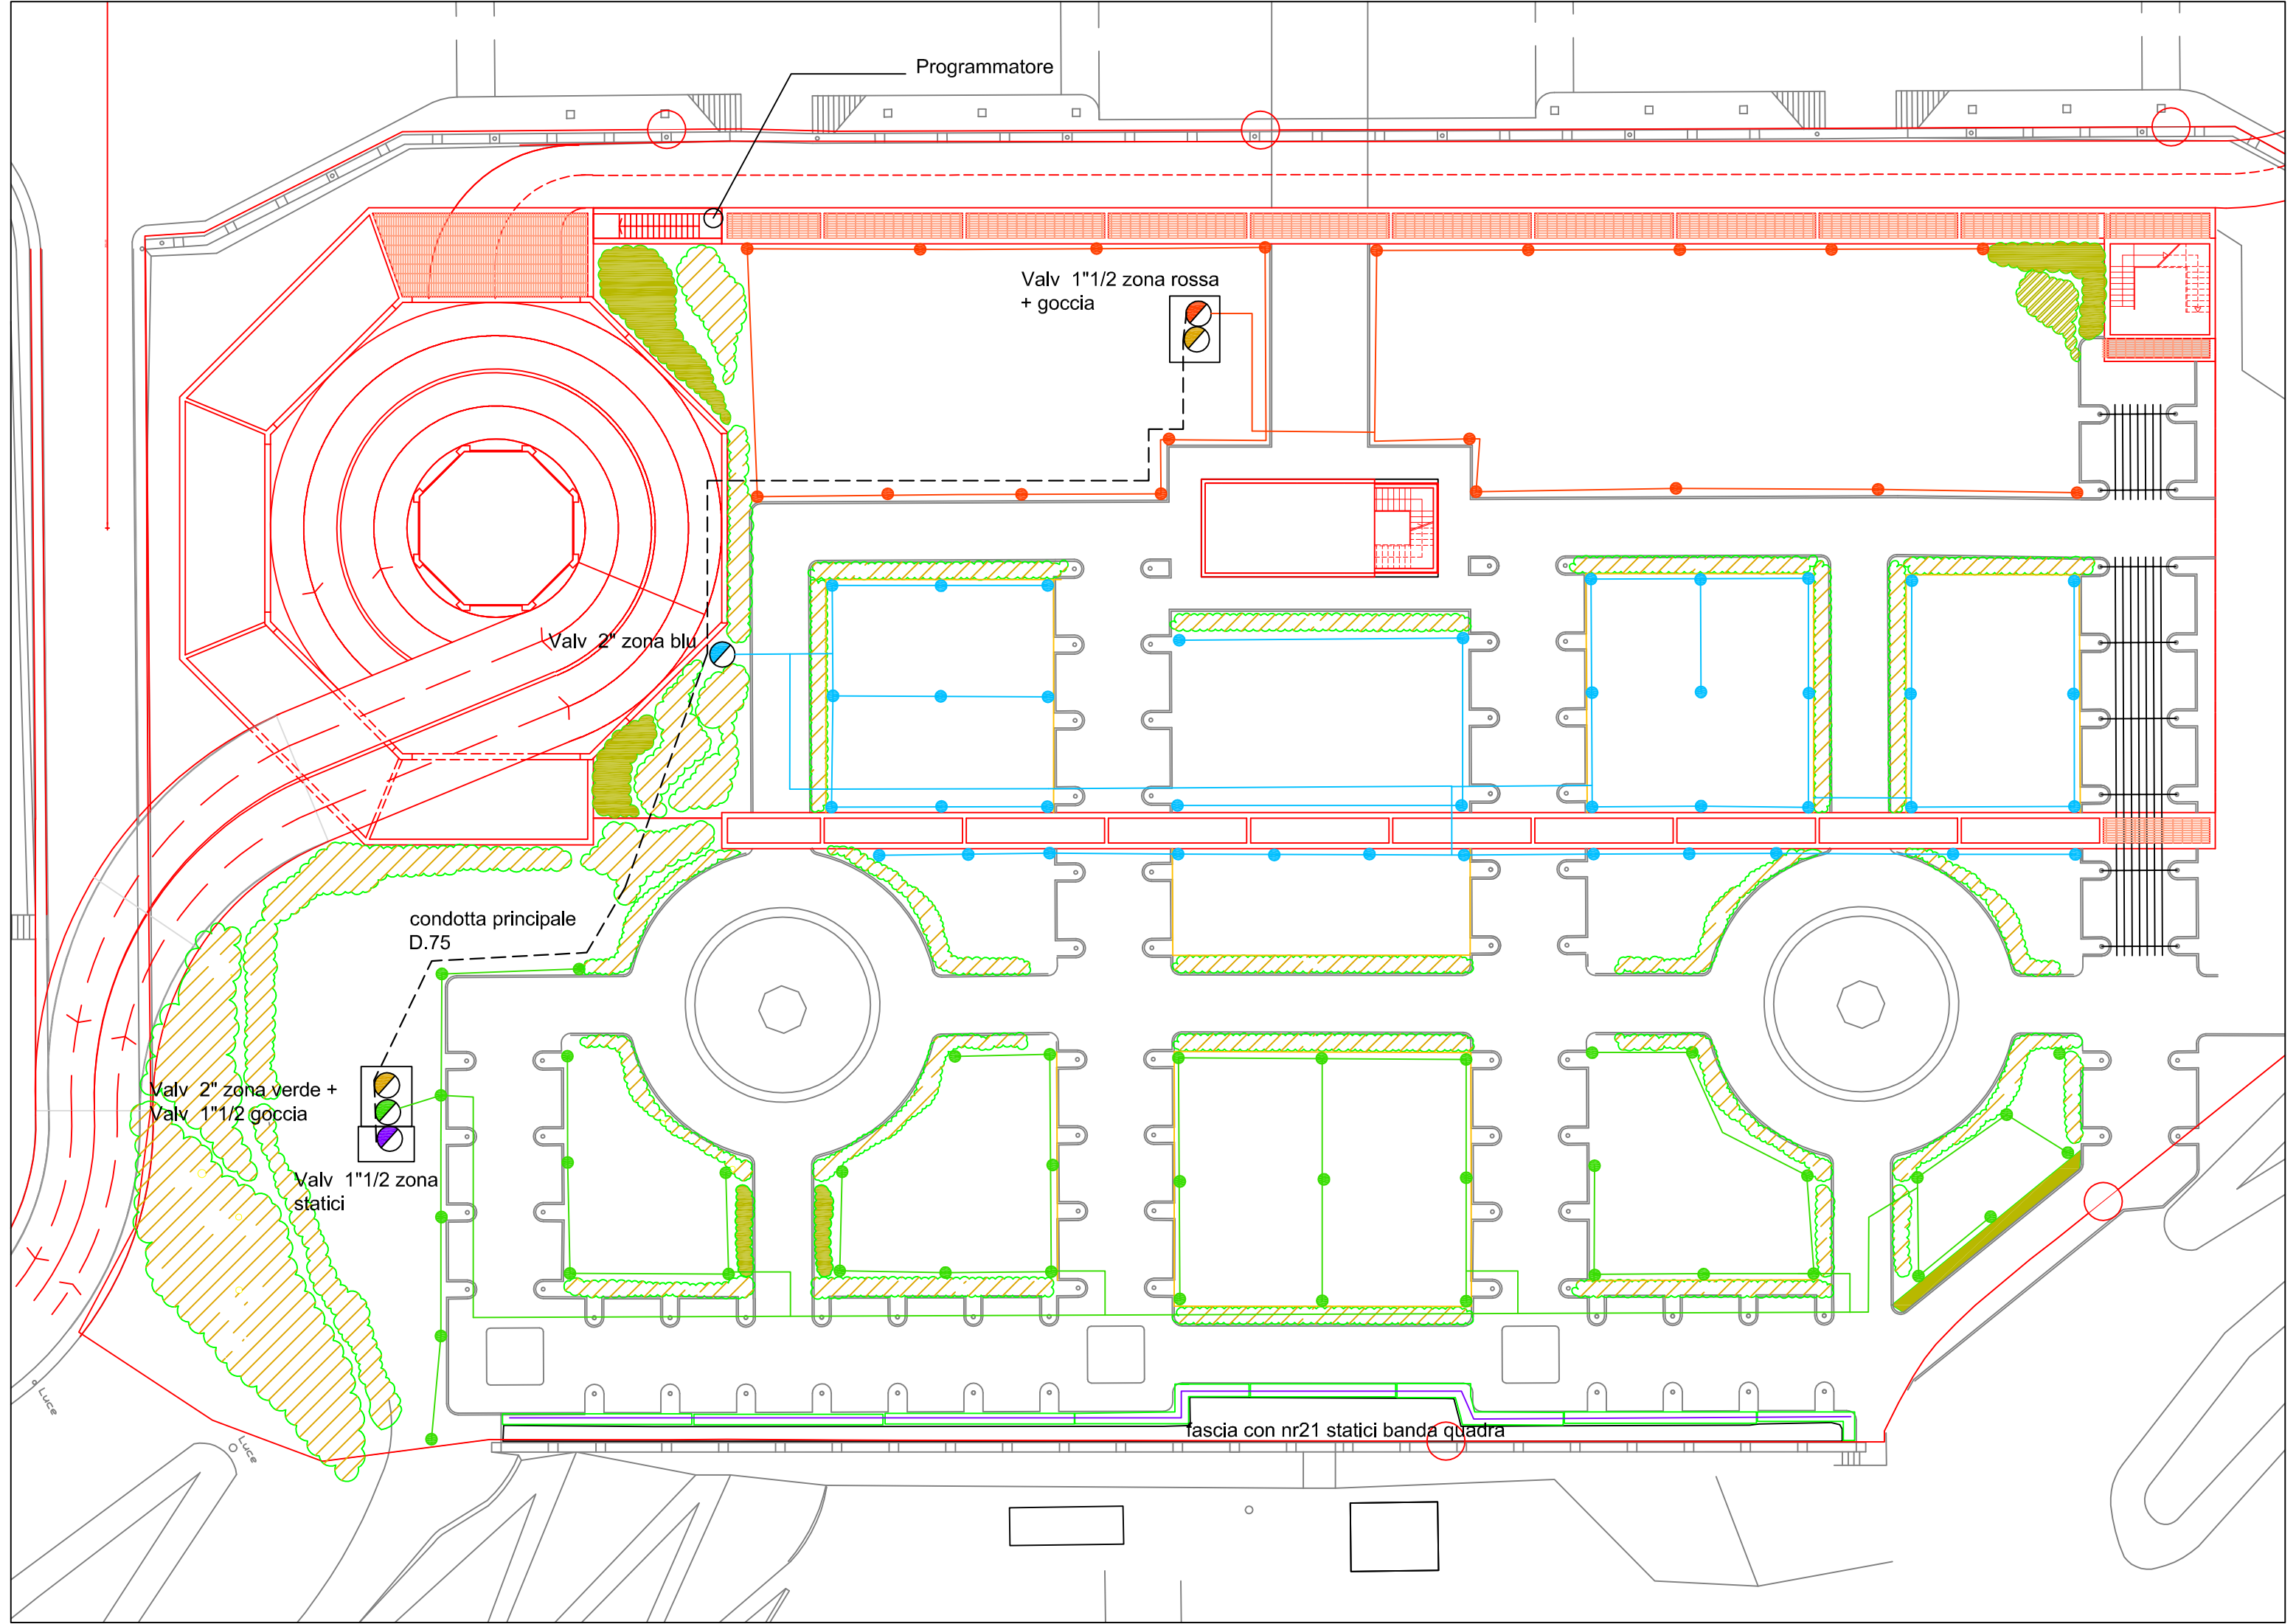 Programmatore
Valv 1"1/2 zona rossa
+ goccia
Valv 2" zona blu
condotta principale
D.75
Valv 2" zona verde +
Valv 1"1/2 goccia
Valv 1"1/2 zona
statici
Luce
Luce
fascia con nr21 statici banda quadra